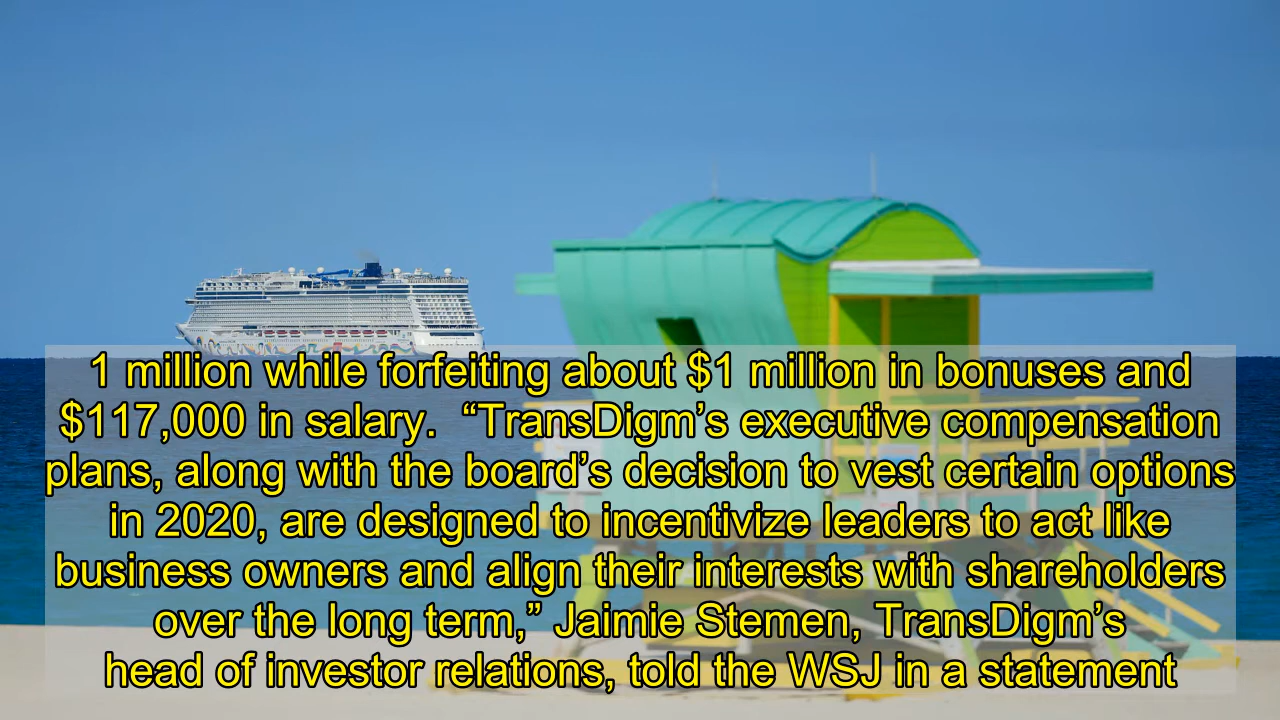 1 million while forfeiting about $1 million in bonuses and
$117,000 in salary.  “TransDigm’s executive compensation
plans, along with the board’s decision to vest certain options
in 2020, are designed to incentivize leaders to act like
business owners and align their interests with shareholders
over the long term,” Jaimie Stemen, TransDigm’s
head of investor relations, told the WSJ in a statement